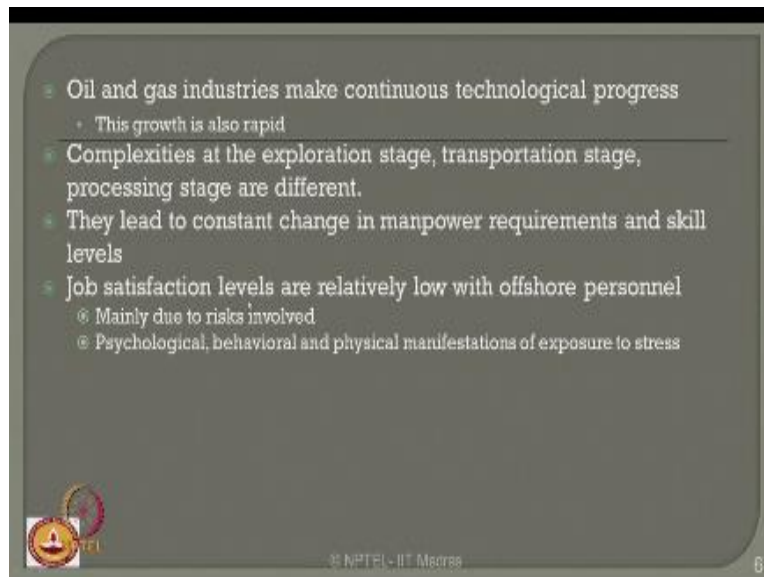 Oil and gas industries make continuous technological progress
This growth is also rapid
Complexities at the exploration stage, transportation stage,
processing stage are different.
They lead to constant change in manpower requirements and skill
levels
Job satisfaction levels are relatively low with offshore personnel
Mainly due to risks involved
Psychological, behavioral and physical manifestations of exposure to stress
NPTEL
© NPTEL - IIT Madras
6